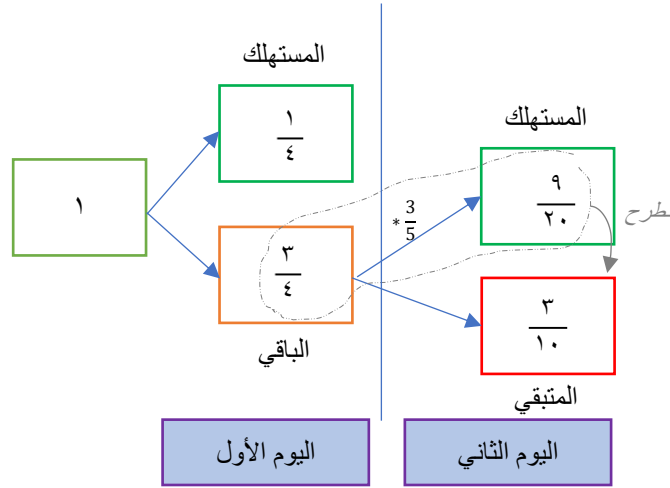 ١
المستهلك
١
٤
٣
٤
الباقي
اليوم الأول
* 3
5
المستهلك
٩
٢٠
طرح
٣
١٠
المتبقي
اليوم الثاني